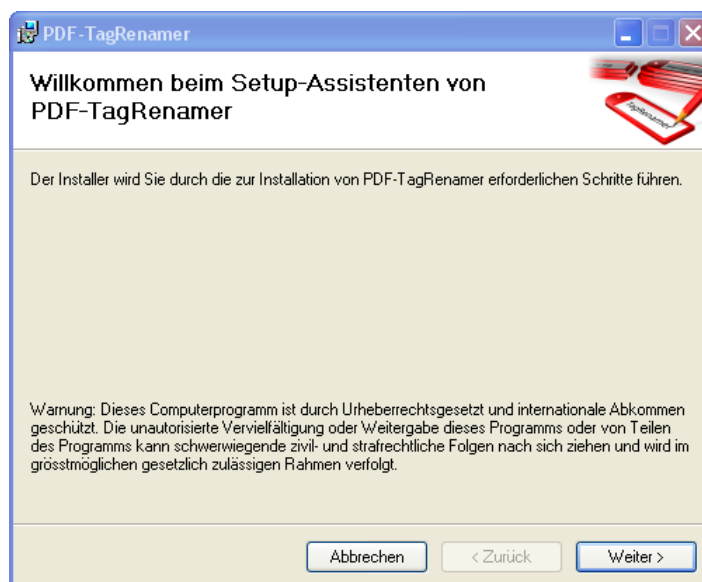 PDF-TagRenamer
Willkommen beim Setup-Assistenten von
PDF-TagRenamer
TagRenamer
Der Installer wird Sie durch die zur Installation von PDF-TagRenamer erforderlichen Schritte führen.
Warnung: Dieses Computerprogramm ist durch Urheberrechtsgesetz und internationale Abkommen
geschützt. Die unautorisierte Vervielfältigung oder Weitergabe dieses Programms oder von Teilen
des Programms kann schwerwiegende zivil- und strafrechtliche Folgen nach sich ziehen und wird im
grösstmöglichen gesetzlich zulässigen Rahmen verfolgt.
Abbrechen < Zurück Weiter >